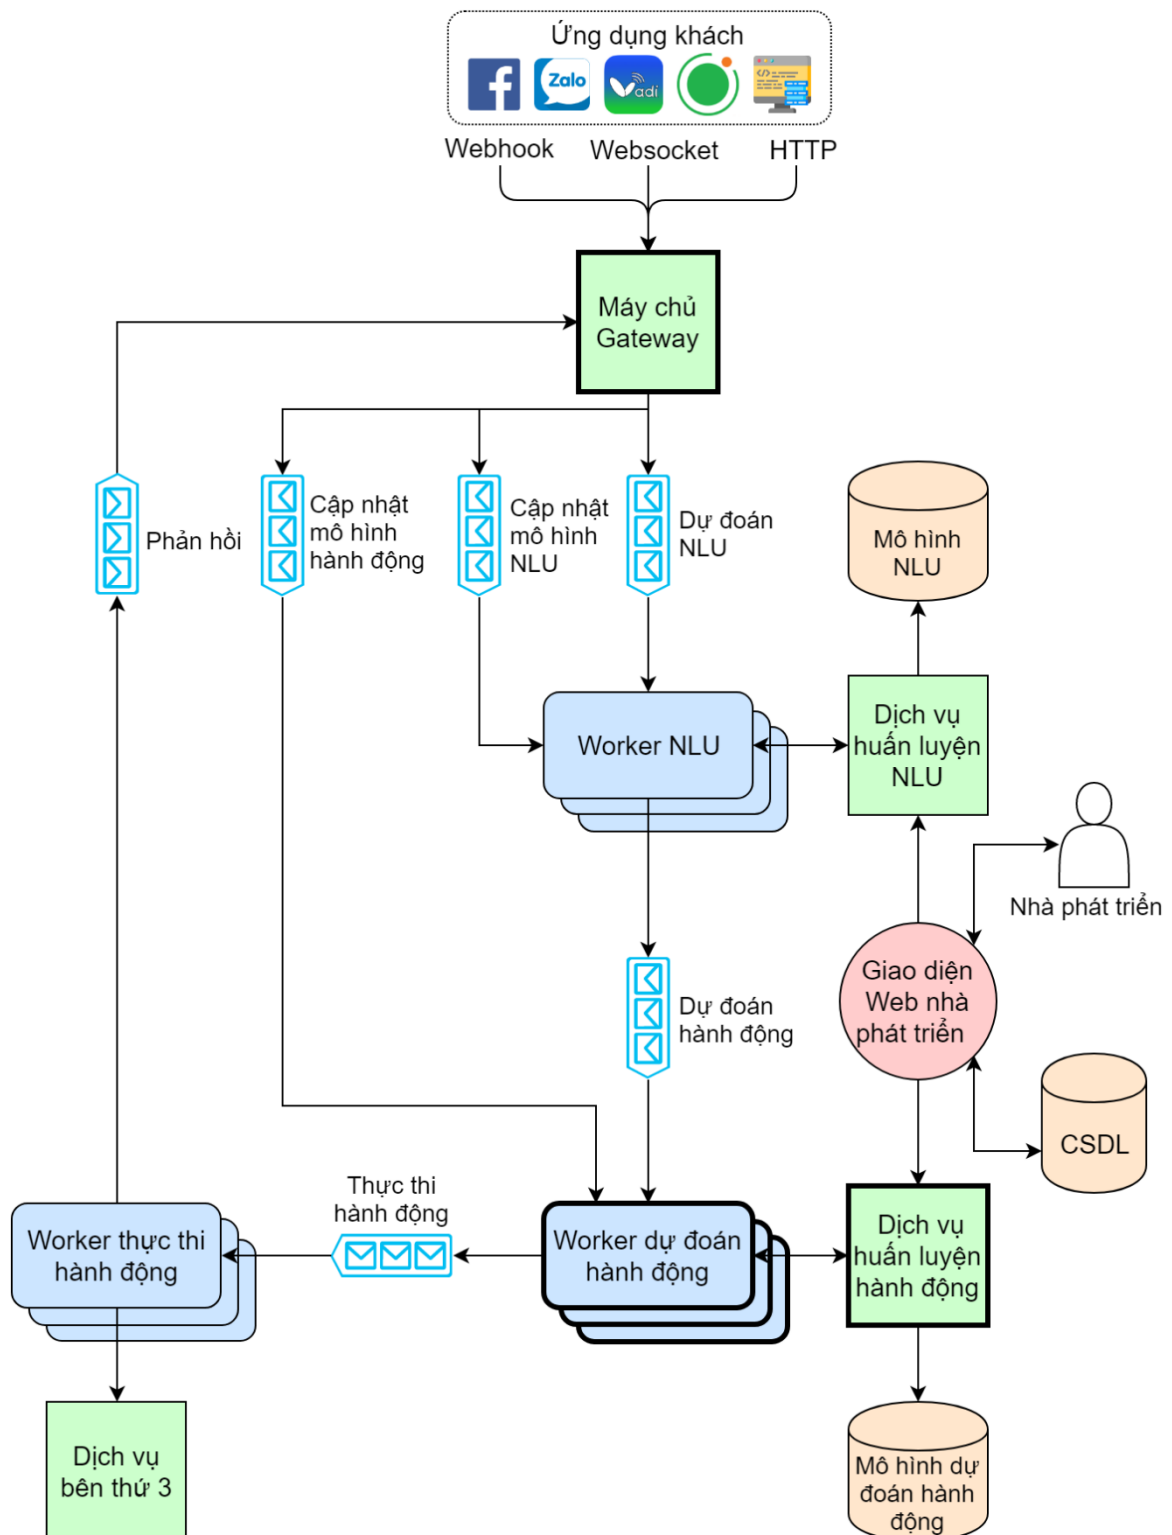 Ứng dụng khách
Zalo
Vadi
Webhook
Websocket
HTTP
Máy chủ
Gateway
Phản hồi
Cập nhật
mô hình
hành động
Cập nhật
mô hình
NLU
Dự đoán
NLU
Mô hình
NLU
Worker NLU
Dịch vụ
huấn luyện
NLU
Nhà phát triển
Giao diện
Web nhà
phát triển
Dự đoán
hành động
CSDL
Thực thi
hành động
Worker thực thi
hành động
Worker dự đoán
hành động
Dịch vụ
huấn luyện
hành động
Dịch vụ
bên thứ 3
Mô hình dự
đoán hành
động